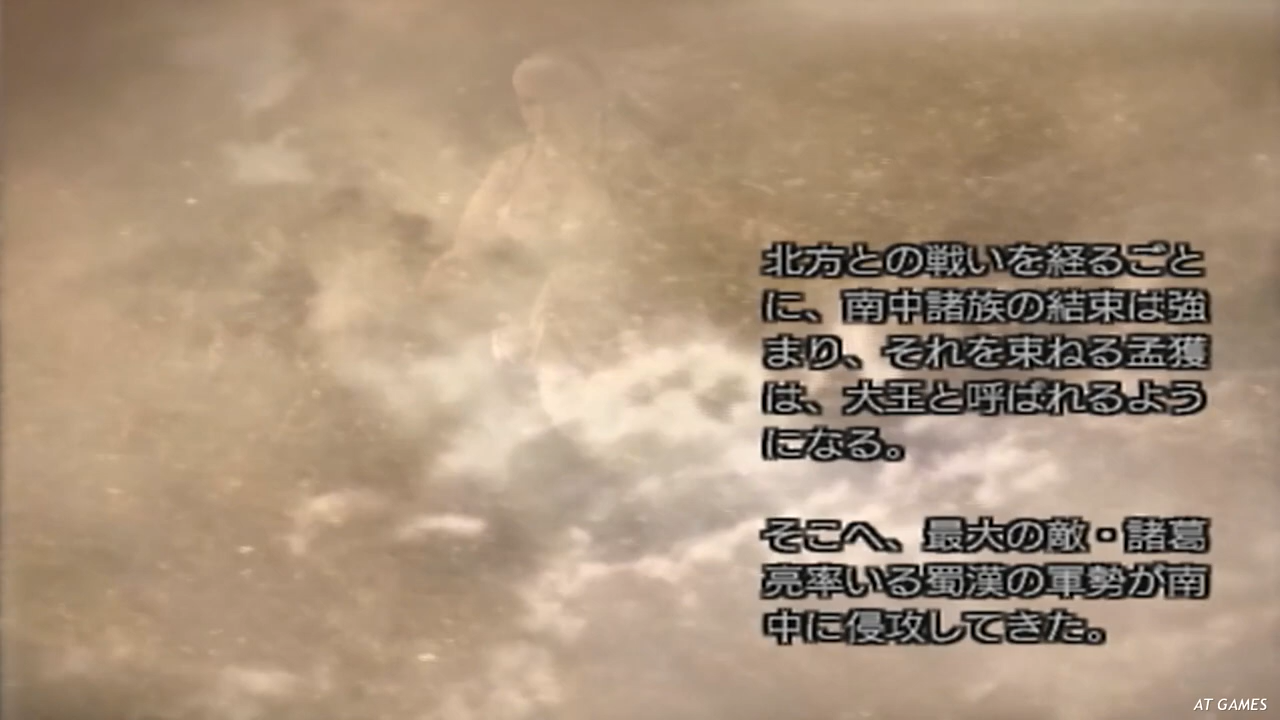 北方との戦いを経るごと
に、南中諸族の結束は強
まり、それを束ねる孟獲
は、大王と呼ばれるよう
になる。
そこへ、最大の敵・諸葛
亮率いる蜀漢の軍勢が南
中に侵攻してきた。
AT GAMES